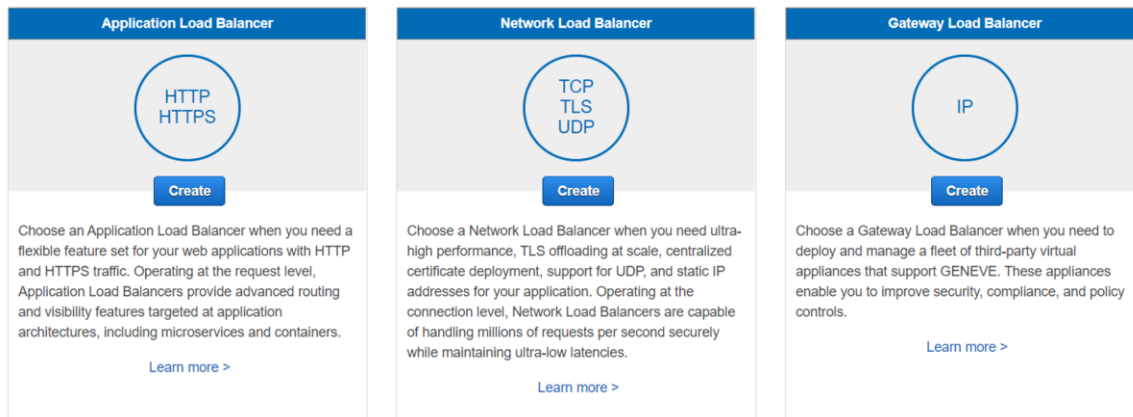 Application Load Balancer
HTTP
HTTPS
Create
Choose an Application Load Balancer when you need a
flexible feature set for your web applications with HTTP
and HTTPS traffic. Operating at the request level,
Application Load Balancers provide advanced routing
and visibility features targeted at application
architectures, including microservices and containers.
Learn more >
Network Load Balancer
TCP
TLS
UDP
Create
Choose a Network Load Balancer when you need ultra-
high performance, TLS offloading at scale, centralized
certificate deployment, support for UDP, and static IP
addresses for your application. Operating at the
connection level, Network Load Balancers are capable
of handling millions of requests per second securely
while maintaining ultra-low latencies.
Learn more >
Gateway Load Balancer
IP
Create
Choose a Gateway Load Balancer when you need to
deploy and manage a fleet of third-party virtual
appliances that support GENEVE. These appliances
enable you to improve security, compliance, and policy
controls.
Learn more >